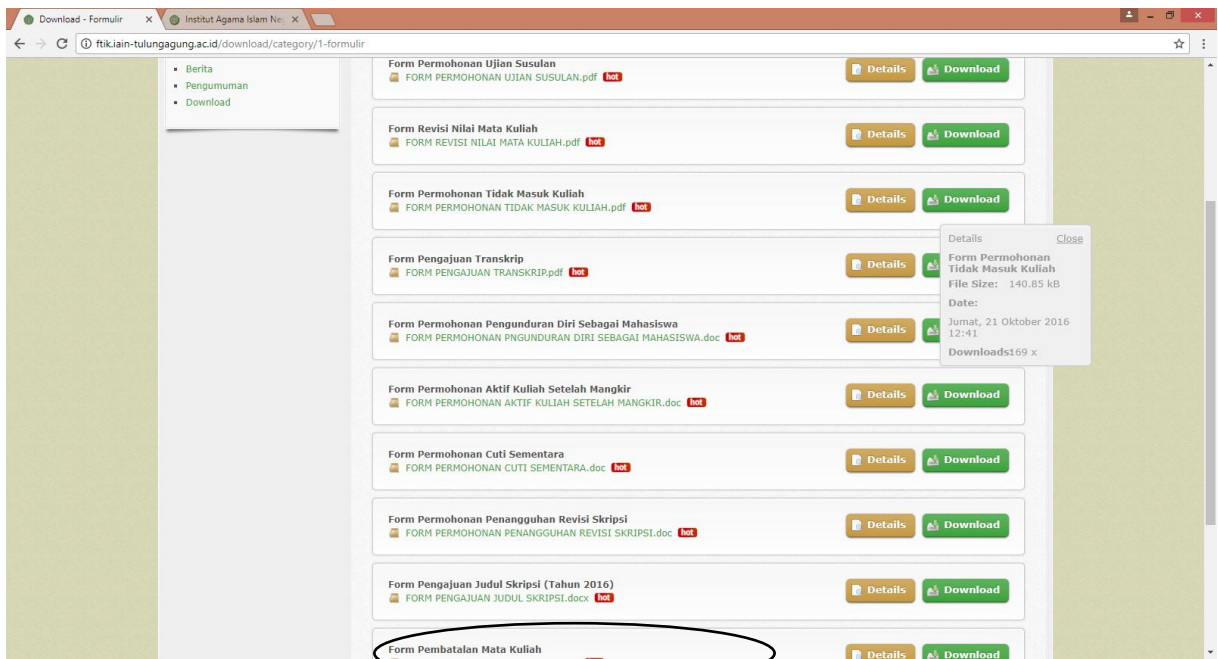 Download - Formulir
Institut Agama Islam Neg
ftik.iain-tulungagung.ac.id/download/category/1-formulir
Berita
Pengumuman
Download
Form Permohonan Ujian Susulan
FORM PERMOHONAN UJIAN SUSULAN.pdf hot
Details Download
Form Revisi Nilai Mata Kuliah
FORM REVISI NILAI MATA KULIAH.pdf hot
Details Download
Form Permohonan Tidak Masuk Kuliah
FORM PERMOHONAN TIDAK MASUK KULIAH.pdf hot
Details Download
Form Pengajuan Transkrip
FORM PENGAJUAN TRANSKRIP.pdf hot
Details
Details Close
Form Permohonan
Tidak Masuk Kuliah
File Size: 140.85 kB
Date:
Jumat, 21 Oktober 2016
12:41
Downloads:169 x
Form Permohonan Pengunduran Diri Sebagai Mahasiswa
FORM PERMOHONAN PNGUNDURAN DIRI SEBAGAI MAHASISWA.doc hot
Details
Form Permohonan Aktif Kuliah Setelah Mangkir
FORM PERMOHONAN AKTIF KULIAH SETELAH MANGKIR.doc hot
Details Download
Form Permohonan Cuti Sementara
FORM PERMOHONAN CUTI SEMENTARA.doc hot
Details Download
Form Permohonan Penangguhan Revisi Skripsi
FORM PERMOHONAN PENANGGUHAN REVISI SKRIPSI.doc hot
Details Download
Form Pengajuan Judul Skripsi (Tahun 2016)
FORM PENGAJUAN JUDUL SKRIPSI.docx hot
Details Download
Form Pembatalan Mata Kuliah
Details Download